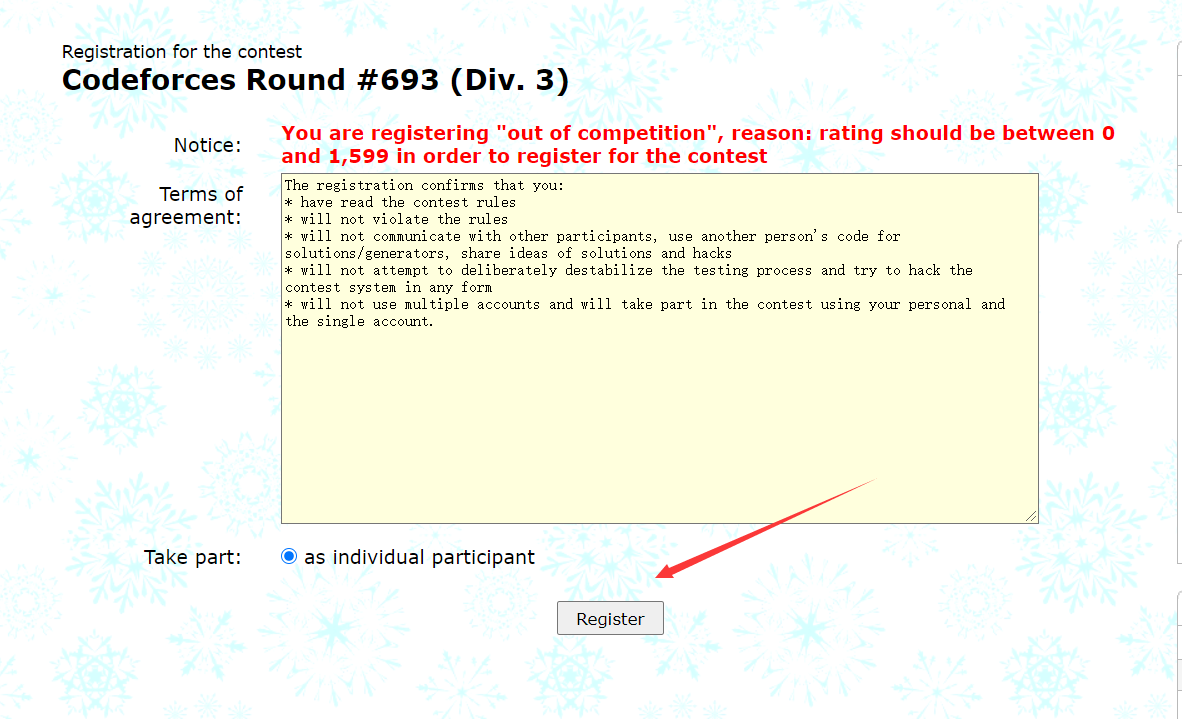 Registration for the contest
Codeforces Round #693 (Div. 3)
Notice:
You are registering "out of competition", reason: rating should be between 0
and 1,599 in order to register for the contest
Terms of
agreement:
The registration confirms that you:
* have read the contest rules
* will not violate the rules
* will not communicate with other participants, use another person's code for
solutions/generators, share ideas of solutions and hacks
* will not attempt to deliberately destabilize the testing process and try to hack the
contest system in any form
* will not use multiple accounts and will take part in the contest using your personal and
the single account.
Take part:
as individual participant
Register